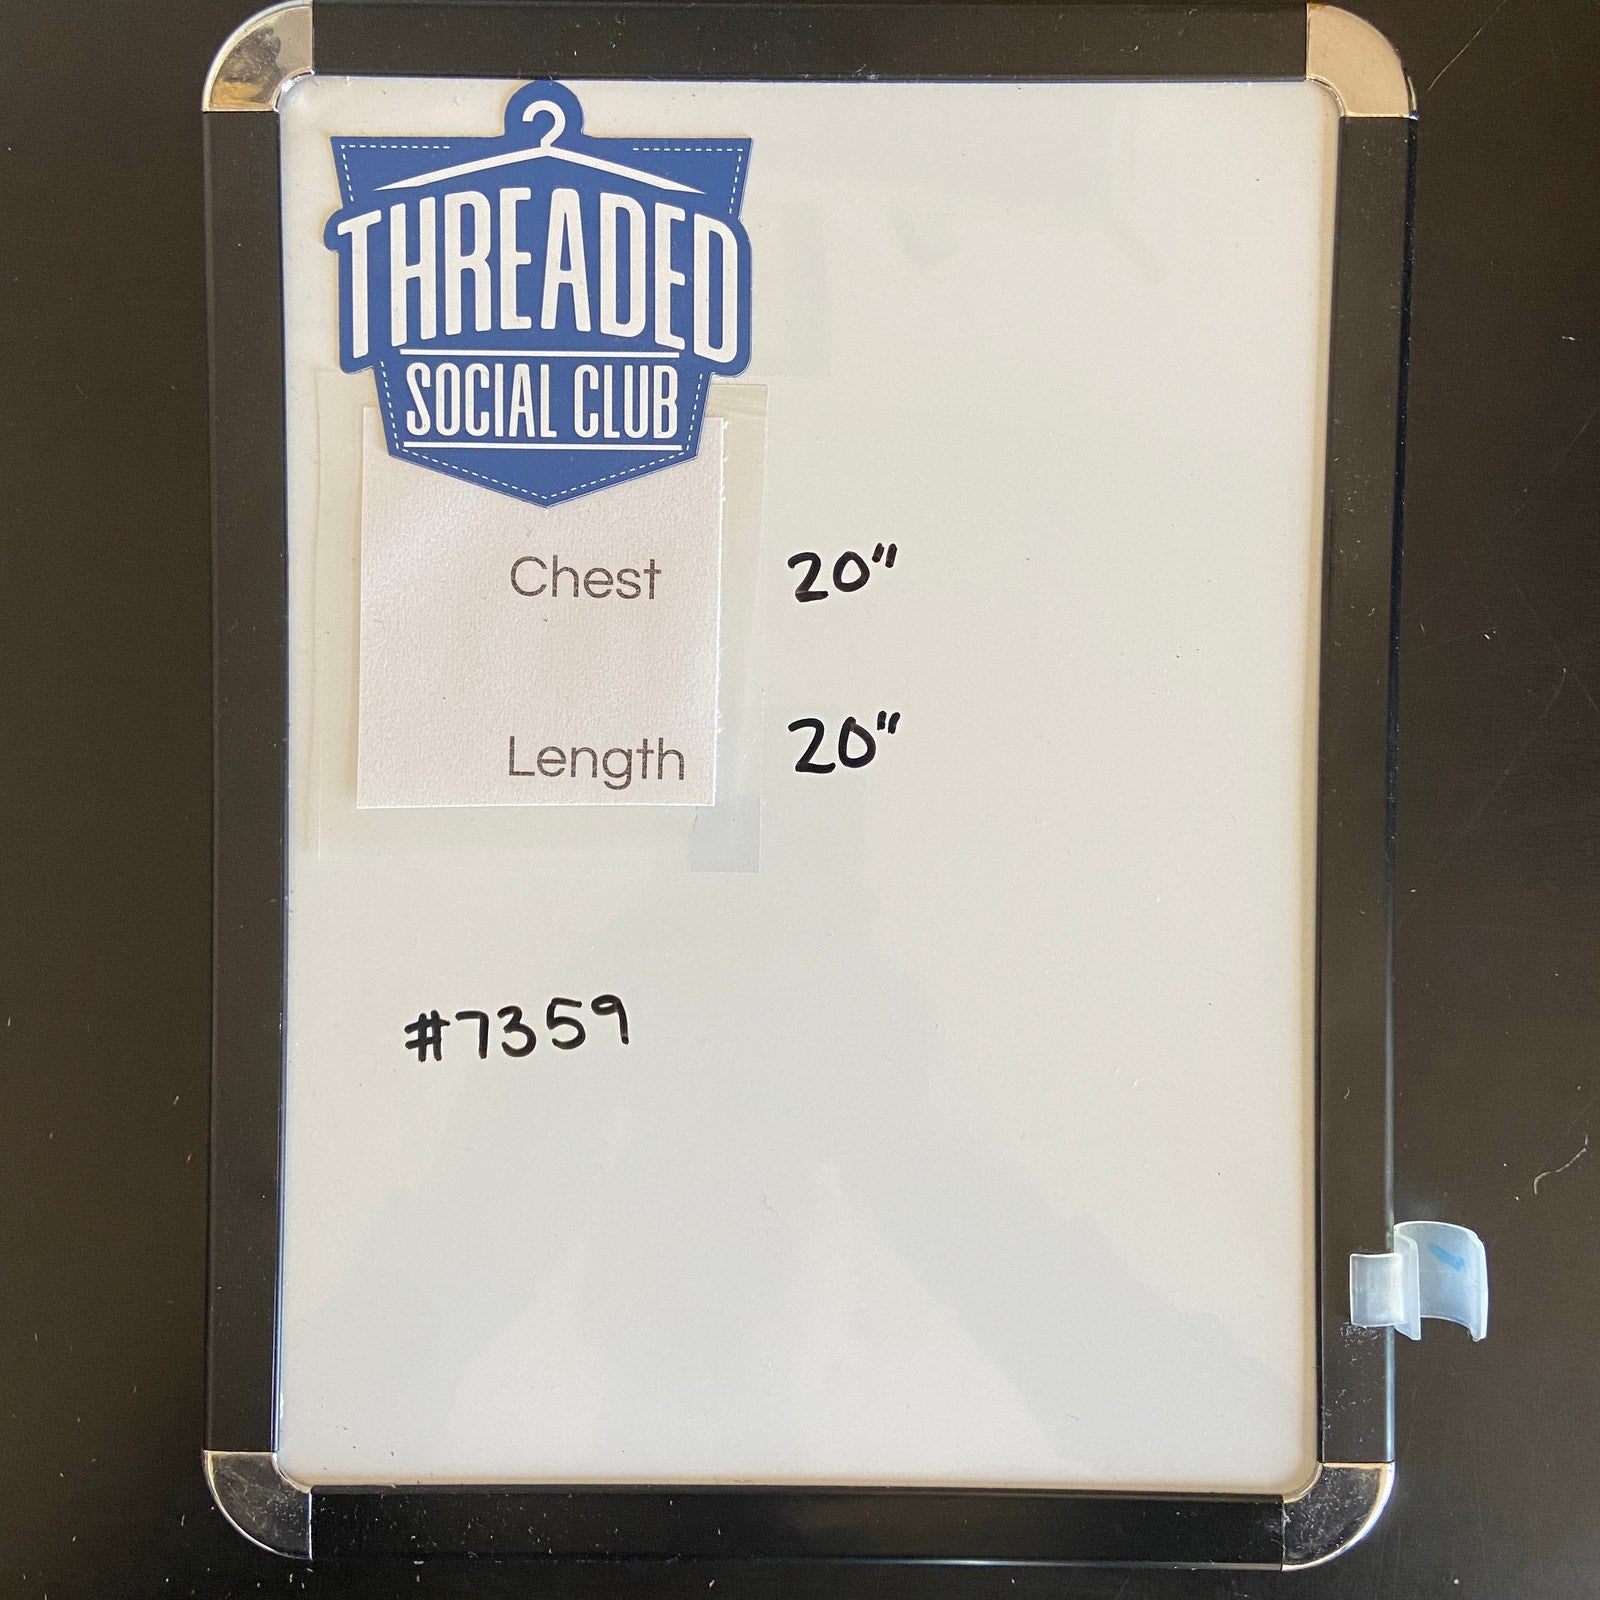 THREADED
SOCIAL CLUB
Chest 20"
Length 20"
#7359